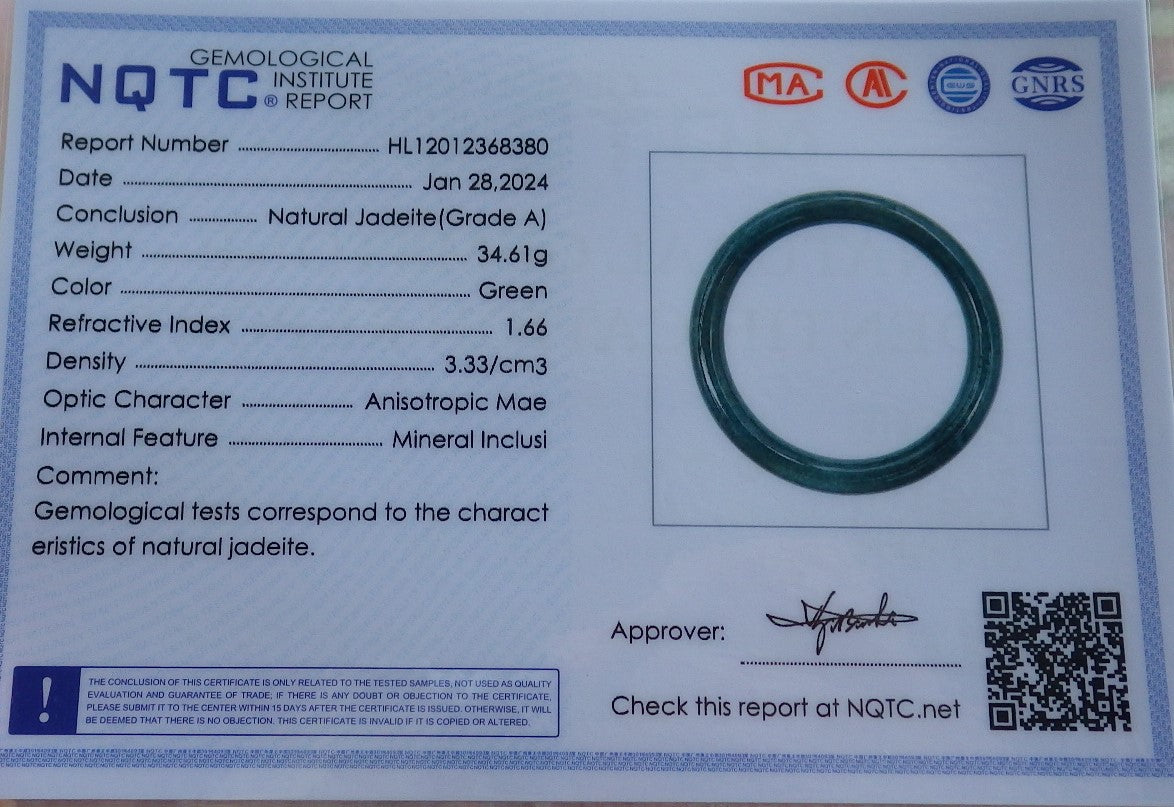 NQTC®
GEMOLOGICAL
INSTITUTE
REPORT
MA
GNRS
Report Number ........................ HL12012368380
Date ........................ Jan 28,2024
Conclusion ........................ Natural Jadeite(Grade A)
Weight ........................ 34.61g
Color ........................ Green
Refractive Index ........................ 1.66
Density ........................ 3.33/cm3
Optic Character ........................ Anisotropic Mae
Internal Feature ........................ Mineral Inclusi
Comment:
Gemological tests correspond to the charact
eristics of natural jadeite.
Approver:
Check this report at NQTC.net
! THE CONCLUSION OF THIS CERTIFICATE IS ONLY RELATED TO THE TESTED SAMPLES, NOT USED AS QUALITY
EVALUATION AND GUARANTEE OF TRADE; IF THERE IS ANY DOUBT OR OBJECTION TO THE CERTIFICATE,
PLEASE SUBMIT IT TO THE CENTER WITHIN 15 DAYS AFTER THE CERTIFICATE IS ISSUED. OTHERWISE, IT WILL
BE DEEMED THAT THERE IS NO OBJECTION. THIS CERTIFICATE IS INVALID IF IT IS COPIED OR ALTERED.